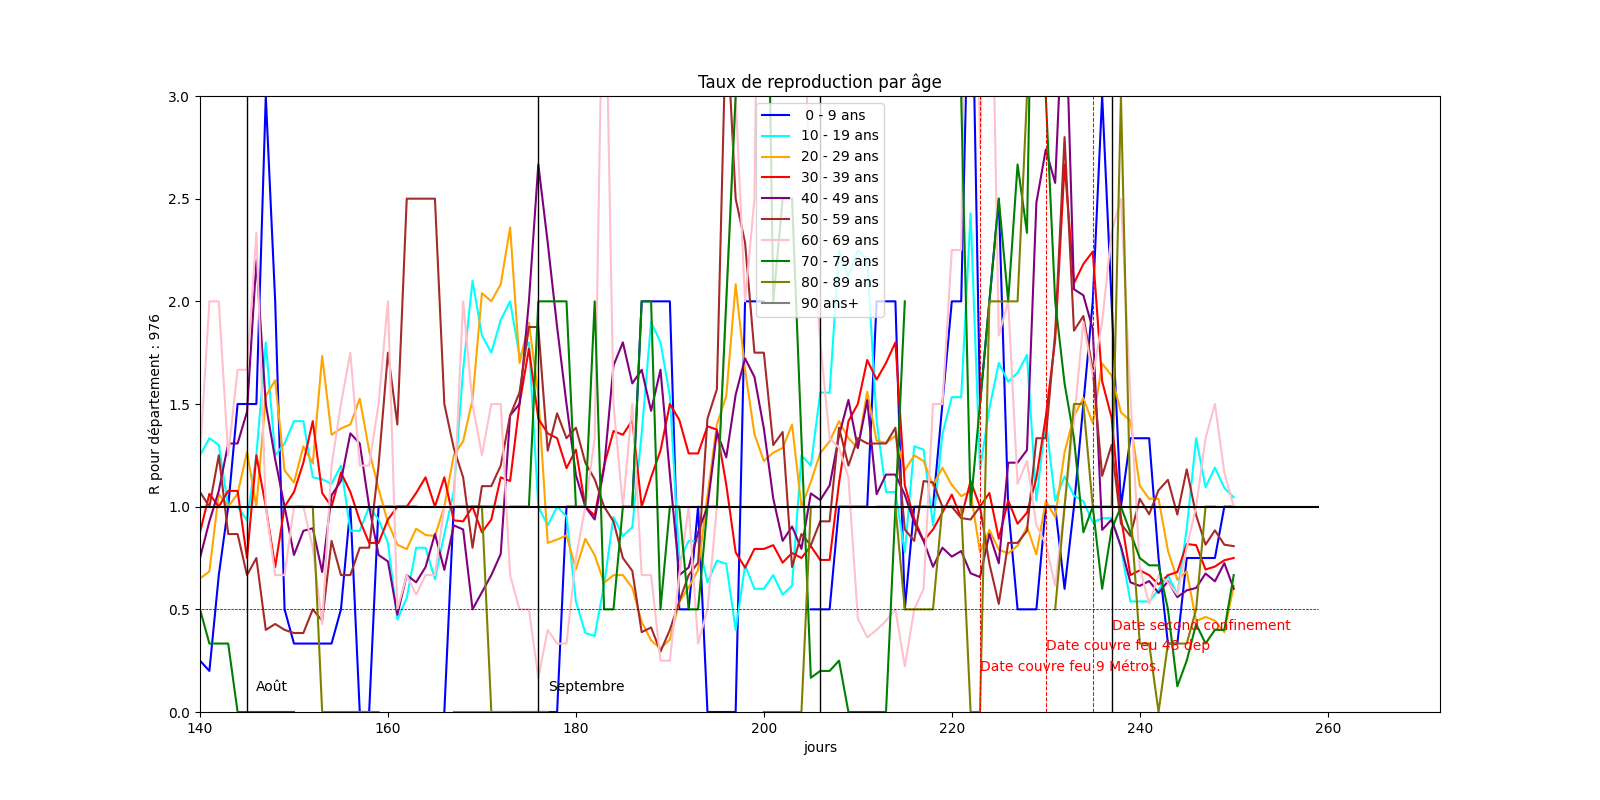 Taux de reproduction par âge
R pour département : 976
3.0
2.5
2.0
1.5
1.0
0.5
0.0
0 - 9 ans
10 - 19 ans
20 - 29 ans
30 - 39 ans
40 - 49 ans
50 - 59 ans
60 - 69 ans
70 - 79 ans
80 - 89 ans
90 ans+
Date second confinement
Date couvre feu 48 dep
Date couvre feu 9 Métros.
Août
Septembre
140 160 180 200 220 240 260
jours